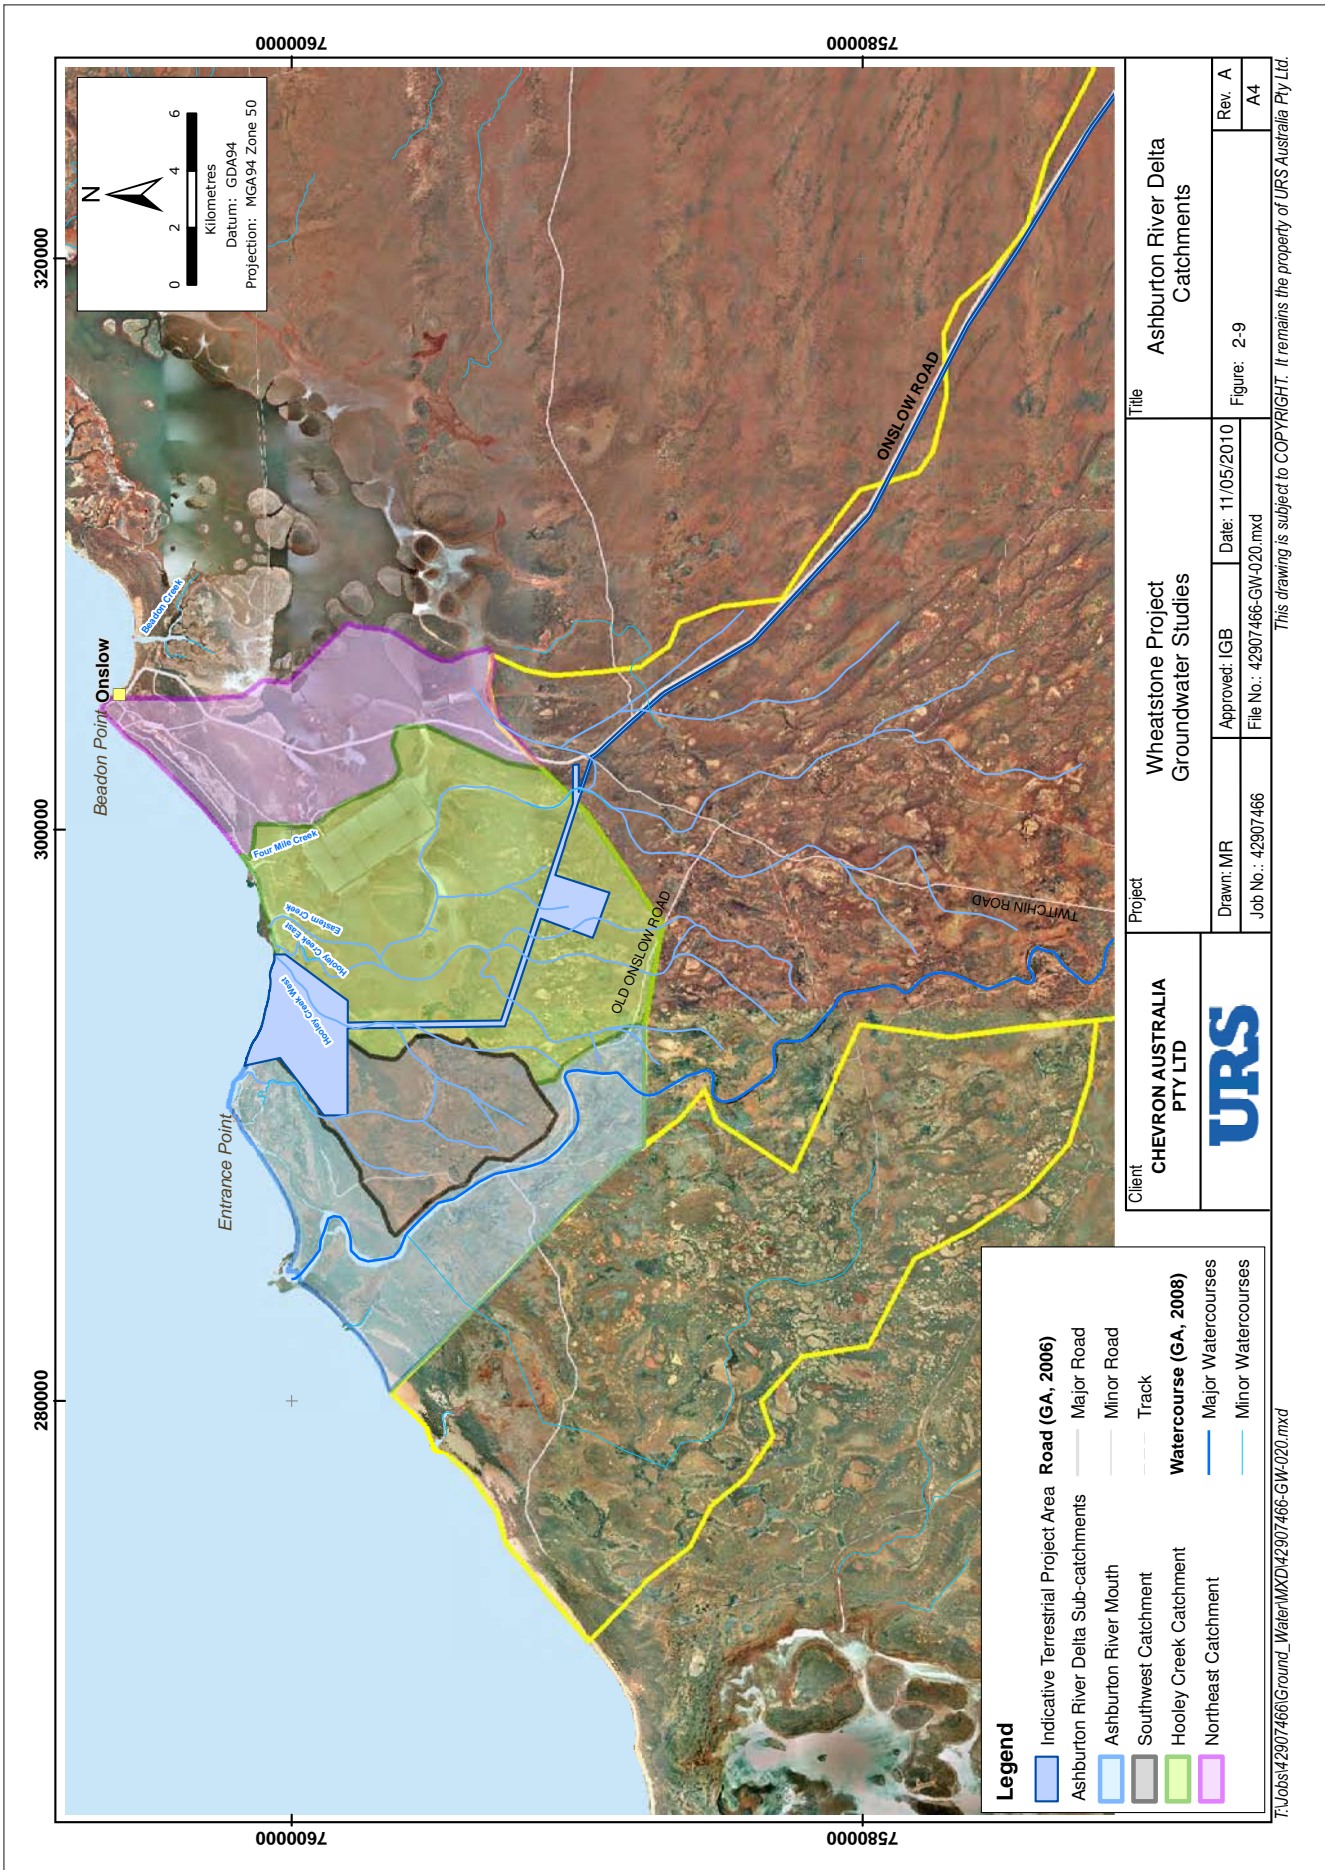 280000
300000
320000
7600000
7580000
7600000
7580000
N
0 2 4 6
Kilometres
Datum: GDA94
Projection: MGA94 Zone 50
Beadon Point
Onslow
Beadon Creek
Entrance Point
Four Mile Creek
Eastern Creek
Hooley Creek East
Hooley Creek West
ONSLOW ROAD
OLD ONSLOW ROAD
TWITCHIN ROAD
Legend
Indicative Terrestrial Project Area
Ashburton River Delta Sub-catchments
Ashburton River Mouth
Southwest Catchment
Hooley Creek Catchment
Northeast Catchment
Road (GA, 2006)
Major Road
Minor Road
Track
Watercourse (GA, 2008)
Major Watercourses
Minor Watercourses
Client
CHEVRON AUSTRALIA
PTY LTD
URS
Project
Wheatstone Project
Groundwater Studies
Drawn: MR
Approved: IGB
Date: 11/05/2010
Job No.: 42907466
File No.: 42907466-GW-020.mxd
Title
Ashburton River Delta
Catchments
Figure: 2-9
Rev. A
A4
T:\Jobs\42907466\Ground_Water\MXD\42907466-GW-020.mxd
This drawing is subject to COPYRIGHT. It remains the property of URS Australia Pty Ltd.